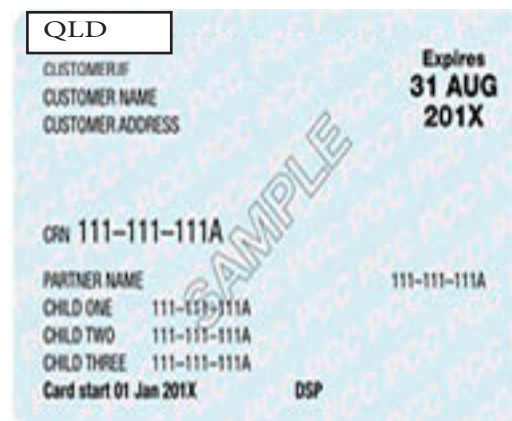 QLD
CUSTOMER.IF
CUSTOMER NAME
CUSTOMER ADDRESS
Expires
31 AUG
201X
SAMPLE
CRN 111-111-111A
PARTNER NAME 111-111-111A
CHILD ONE 111-111-111A
CHILD TWO 111-111-111A
CHILD THREE 111-111-111A
Card start 01 Jan 201X DSP